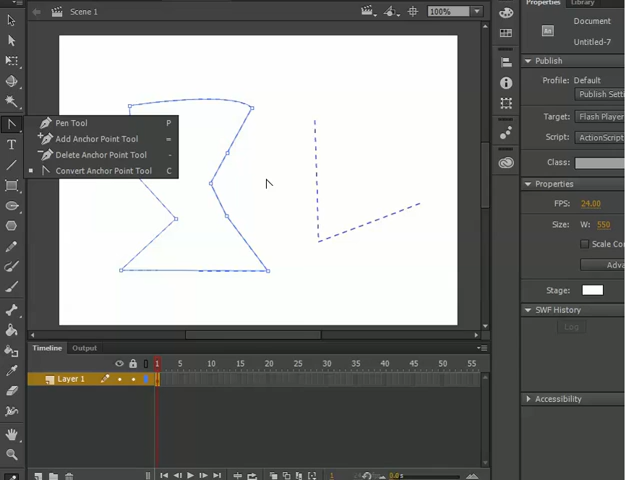 Scene 1
100%
Pen Tool P
Add Anchor Point Tool =
Delete Anchor Point Tool -
Convert Anchor Point Tool C
Properties Library
Document
Untitled-7
Publish
Profile: Default
Publish Setti
Target: Flash Player
Script: ActionScript
Class:
Properties
FPS: 24.00
Size: W: 550
Scale Co
Adva
Stage:
SWF History
Log
Accessibility
Timeline Output
1 5 10 15 20 25 30 35 40 45 50 55
Layer 1
1
0.0s